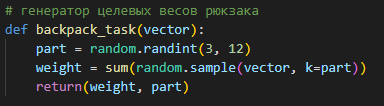 # генератор целевых весов рюкзака
def backpack_task(vector):
    part = random.randint(3, 12)
    weight = sum(random.sample(vector, k=part))
    return(weight, part)